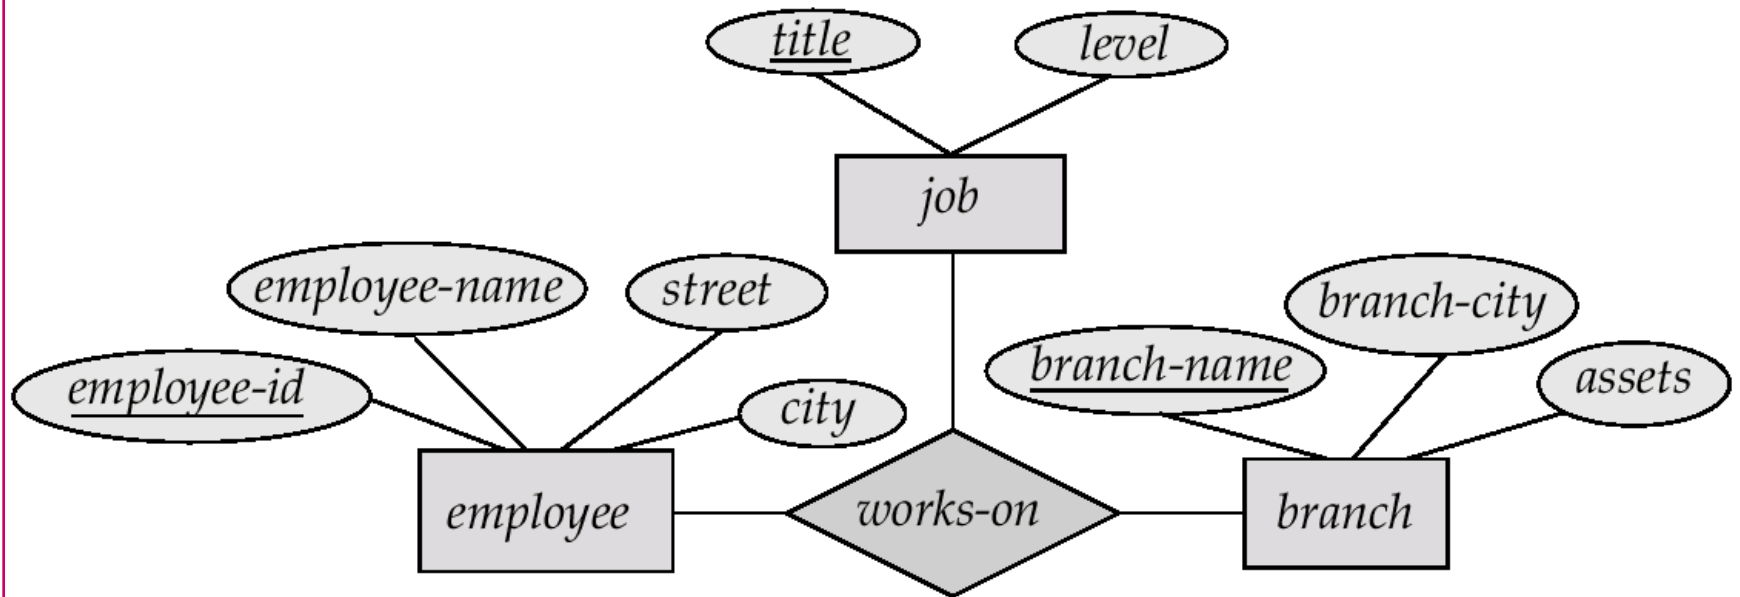 title
level
job
employee-name
street
branch-city
employee-id
city
branch-name
assets
employee
works-on
branch